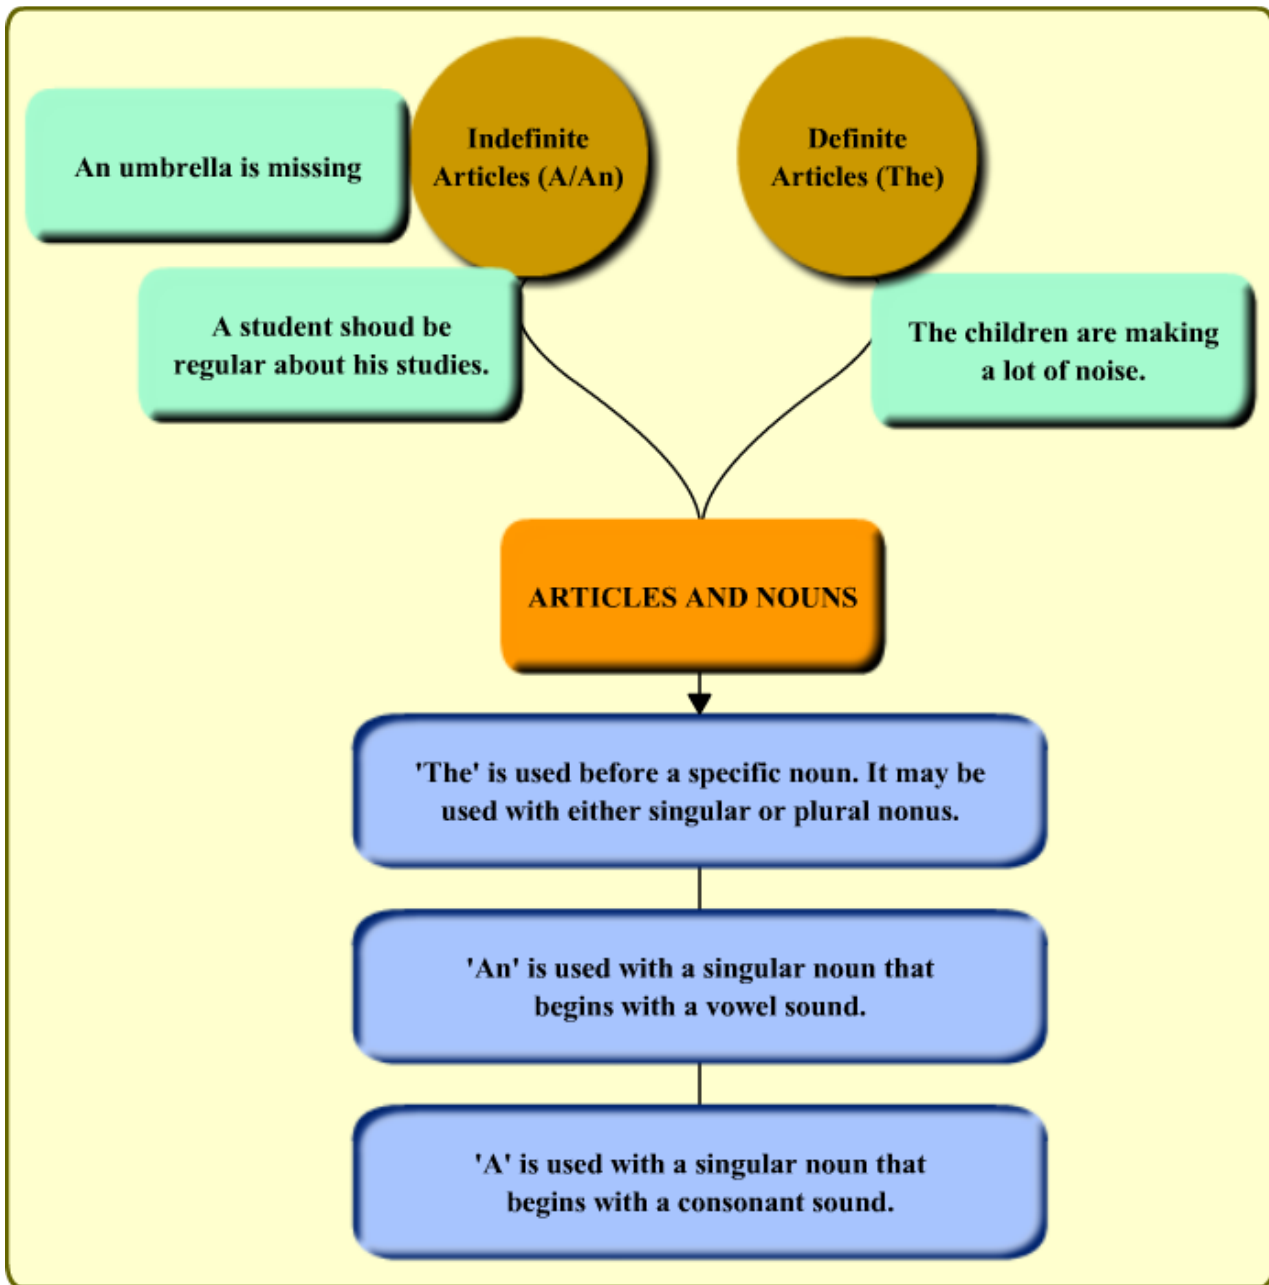 Indefinite
Articles (A/An)
Definite
Articles (The)
An umbrella is missing
A student shoud be
regular about his studies.
The children are making
a lot of noise.
ARTICLES AND NOUNS
'The' is used before a specific noun. It may be
used with either singular or plural nonus.
'An' is used with a singular noun that
begins with a vowel sound.
'A' is used with a singular noun that
begins with a consonant sound.